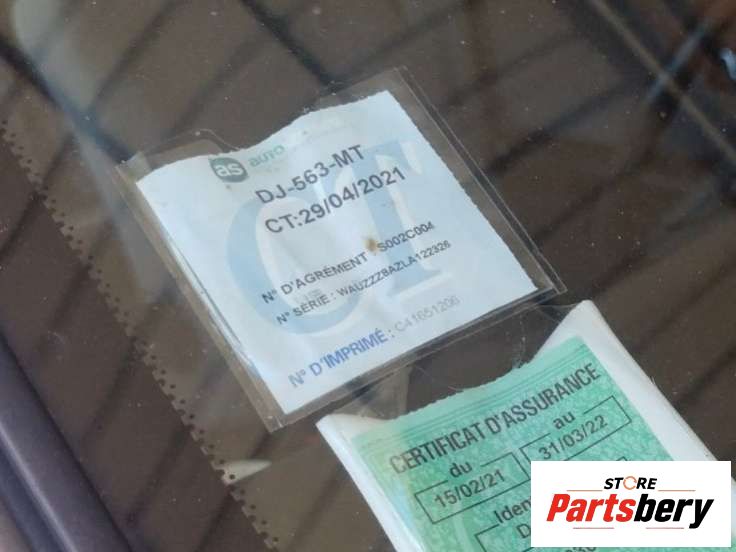 as auto
DJ-563-MT
CT:29/04/2021
CT
N° D'AGRÉMENT : S002C004
N° SÉRIE : WAUZZZ8AZLA122326
N° D'IMPRIMÉ : C41651206
CERTIFICAT D'ASSURANCE
du au
15/02/21 31/03/22
STORE
Partsbery